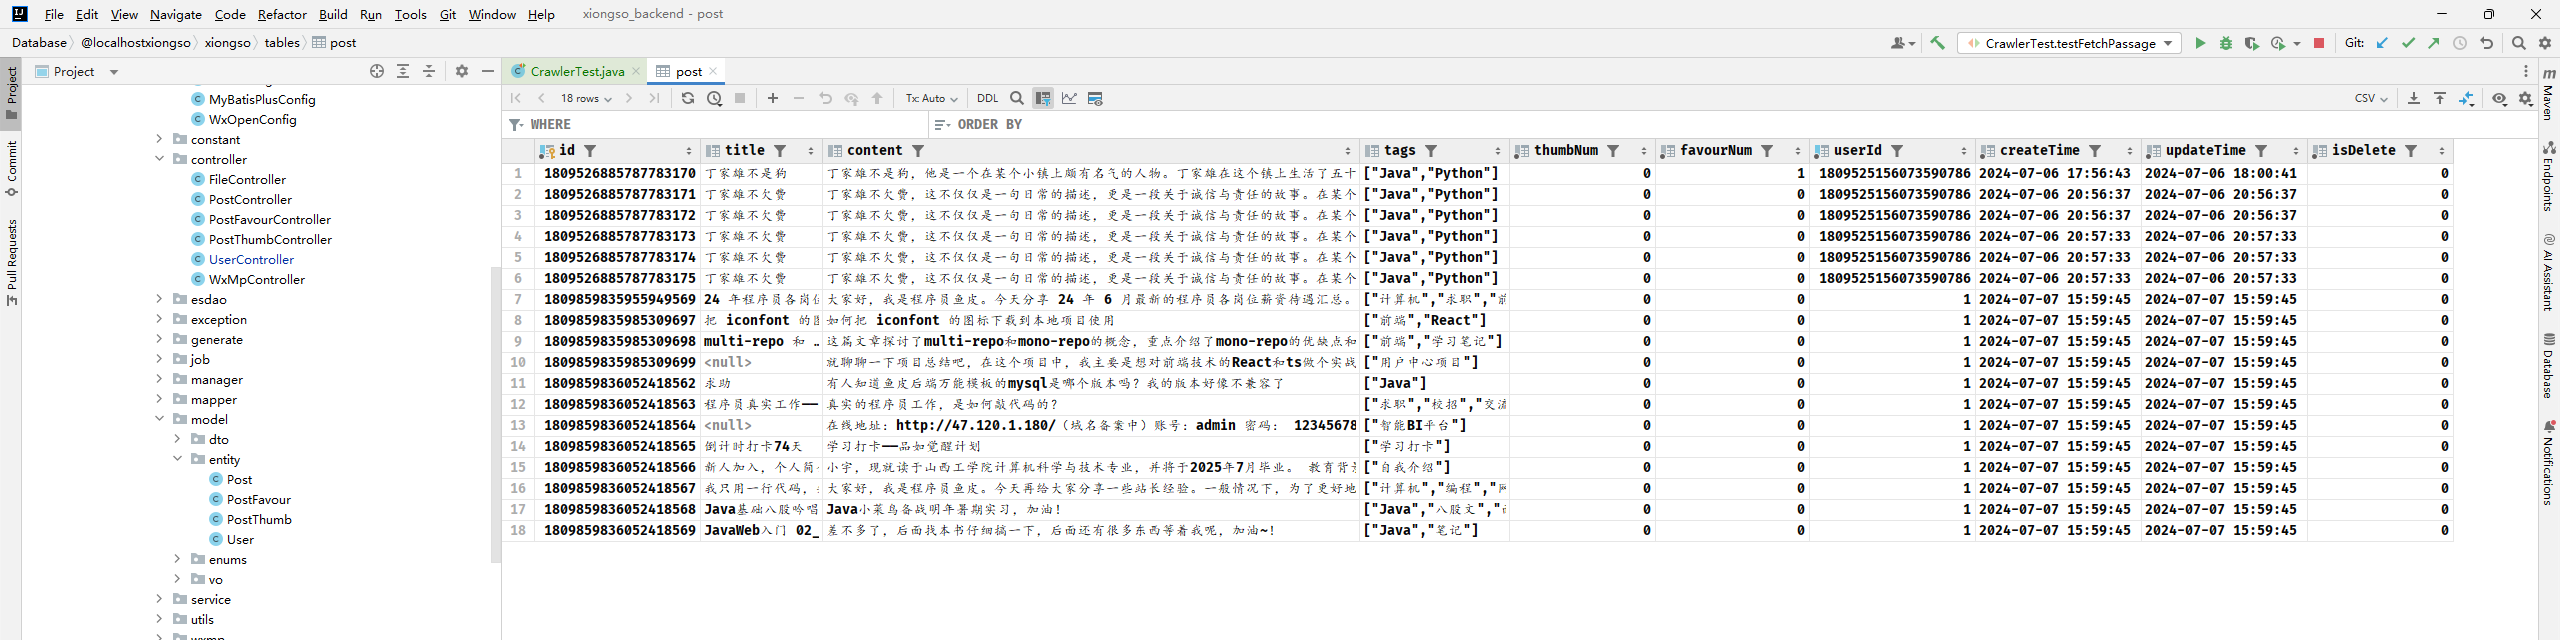 File Edit View Navigate Code Refactor Build Run Tools Git Window Help xiongso_backend - post
Database @localhostxiongso xiongso tables post
CrawlerTest.testFetchPassage Git:
Project
CrawlerTest.java post
18 rows Tx: Auto DDL CSV
WHERE ORDER BY
Project
Commit
Pull Requests
MyBatisPlusConfig
WxOpenConfig
constant
controller
FileController
PostController
PostFavourController
PostThumbController
UserController
WxMpController
esdao
exception
generate
job
manager
mapper
model
dto
entity
Post
PostFavour
PostThumb
User
enums
vo
service
utils
id title content tags thumbNum favourNum userId createTime updateTime isDelete
1 1809526885787783170 丁家雄不是狗 丁家雄不是狗，他是一个在某个小镇上颇有名气的人物。丁家雄在这个镇上生活了五十 ["Java","Python"] 0 1 1809525156073590786 2024-07-06 17:56:43 2024-07-06 18:00:41 0
2 1809526885787783171 丁家雄不欠费 丁家雄不欠费，这不仅仅是一句日常的描述，更是一段关于诚信与责任的故事。在某个 ["Java","Python"] 0 0 1809525156073590786 2024-07-06 20:56:37 2024-07-06 20:56:37 0
3 1809526885787783172 丁家雄不欠费 丁家雄不欠费，这不仅仅是一句日常的描述，更是一段关于诚信与责任的故事。在某个 ["Java","Python"] 0 0 1809525156073590786 2024-07-06 20:56:37 2024-07-06 20:56:37 0
4 1809526885787783173 丁家雄不欠费 丁家雄不欠费，这不仅仅是一句日常的描述，更是一段关于诚信与责任的故事。在某个 ["Java","Python"] 0 0 1809525156073590786 2024-07-06 20:57:33 2024-07-06 20:57:33 0
5 1809526885787783174 丁家雄不欠费 丁家雄不欠费，这不仅仅是一句日常的描述，更是一段关于诚信与责任的故事。在某个 ["Java","Python"] 0 0 1809525156073590786 2024-07-06 20:57:33 2024-07-06 20:57:33 0
6 1809526885787783175 丁家雄不欠费 丁家雄不欠费，这不仅仅是一句日常的描述，更是一段关于诚信与责任的故事。在某个 ["Java","Python"] 0 0 1809525156073590786 2024-07-06 20:57:33 2024-07-06 20:57:33 0
7 1809859835955949569 24 年程序员各岗位 大家好，我是程序员鱼皮。今天分享 24 年 6 月最新的程序员各岗位薪资待遇汇总。 ["计算机","求职","前 0 0 1 2024-07-07 15:59:45 2024-07-07 15:59:45 0
8 1809859835985309697 把 iconfont 的图 如何把 iconfont 的图标下载到本地项目使用 ["前端","React"] 0 0 1 2024-07-07 15:59:45 2024-07-07 15:59:45 0
9 1809859835985309698 multi-repo 和 … 这篇文章探讨了multi-repo和mono-repo的概念，重点介绍了mono-repo的优缺点和 ["前端","学习笔记"] 0 0 1 2024-07-07 15:59:45 2024-07-07 15:59:45 0
10 1809859835985309699 <null> 就聊聊一下项目总结吧，在这个项目中，我主要是想对前端技术的React和ts做个实战 ["用户中心项目"] 0 0 1 2024-07-07 15:59:45 2024-07-07 15:59:45 0
11 1809859836052418562 求助 有人知道鱼皮后端万能模板的mysql是哪个版本吗？我的版本好像不兼容了 ["Java"] 0 0 1 2024-07-07 15:59:45 2024-07-07 15:59:45 0
12 1809859836052418563 程序员真实工作—— 真实的程序员工作，是如何敲代码的？ ["求职","校招","交流 0 0 1 2024-07-07 15:59:45 2024-07-07 15:59:45 0
13 1809859836052418564 <null> 在线地址：http://47.120.1.180/（域名备案中）账号：admin 密码： 12345678 ["智能BI平台"] 0 0 1 2024-07-07 15:59:45 2024-07-07 15:59:45 0
14 1809859836052418565 倒计时打卡74天 学习打卡——品如觉醒计划 ["学习打卡"] 0 0 1 2024-07-07 15:59:45 2024-07-07 15:59:45 0
15 1809859836052418566 新人加入，个人简 小宇，现就读于山西工学院计算机科学与技术专业，并将于2025年7月毕业。 教育背景 ["自我介绍"] 0 0 1 2024-07-07 15:59:45 2024-07-07 15:59:45 0
16 1809859836052418567 我只用一行代码， 大家好，我是程序员鱼皮。今天再给大家分享一些站长经验。一般情况下，为了更好地 ["计算机","编程","网 0 0 1 2024-07-07 15:59:45 2024-07-07 15:59:45 0
17 1809859836052418568 Java基础八股吟唱 Java小菜鸟备战明年暑期实习，加油！ ["Java","八股文"," 0 0 1 2024-07-07 15:59:45 2024-07-07 15:59:45 0
18 1809859836052418569 JavaWeb入门 02_ 差不多了，后面找本书仔细搞一下，后面还有很多东西等着我呢，加油~！ ["Java","笔记"] 0 0 1 2024-07-07 15:59:45 2024-07-07 15:59:45 0
Maven
Endpoints
AI Assistant
Database
Notifications